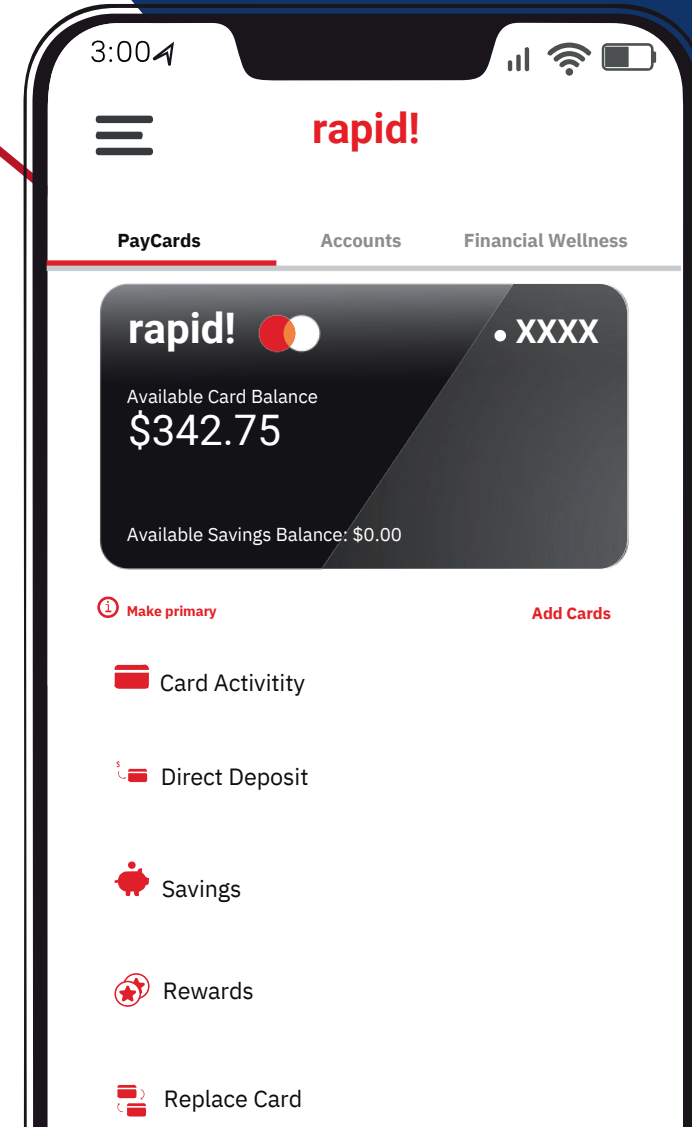 3:00
rapid!
PayCards Accounts Financial Wellness
rapid! • XXXX
Available Card Balance
$342.75
Available Savings Balance: $0.00
Make primary Add Cards
Card Activitity
Direct Deposit
Savings
Rewards
Replace Card